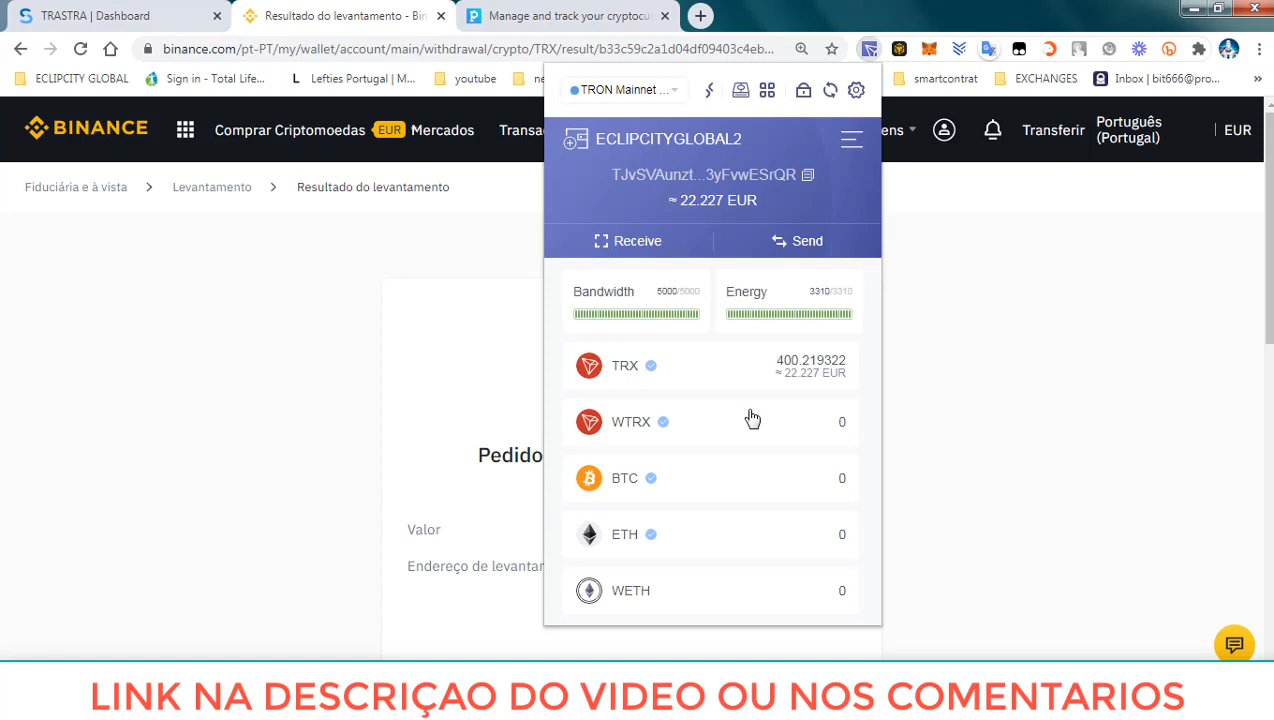 TRASTRA | Dashboard
Resultado do levantamento - Bin
Manage and track your cryptocu
binance.com/pt-PT/my/wallet/account/main/withdrawal/crypto/TRX/result/b33c59c2a1d04df09403c4eb...
ECLIPCITY GLOBAL
Sign in - Total Life...
Lefties Portugal | M...
youtube
ne
smartcontrat
EXCHANGES
Inbox | bit666@pro...
TRON Mainnet ...
BINANCE
Comprar Criptomoedas
EUR
Mercados
Transa
ens
Transferir
Português (Portugal)
EUR
Fiduciária e à vista
Levantamento
Resultado do levantamento
ECLIPCITYGLOBAL2
TJvSVAunzt...3yFvwESrQR
≈ 22.227 EUR
Receive
Send
Bandwidth 5000/5000
Energy 3310/3310
TRX 400.219322
≈ 22.227 EUR
WTRX 0
Pedido
BTC 0
Valor
ETH 0
Endereço de levantar
WETH 0
LINK NA DESCRIÇAO DO VIDEO OU NOS COMENTARIOS